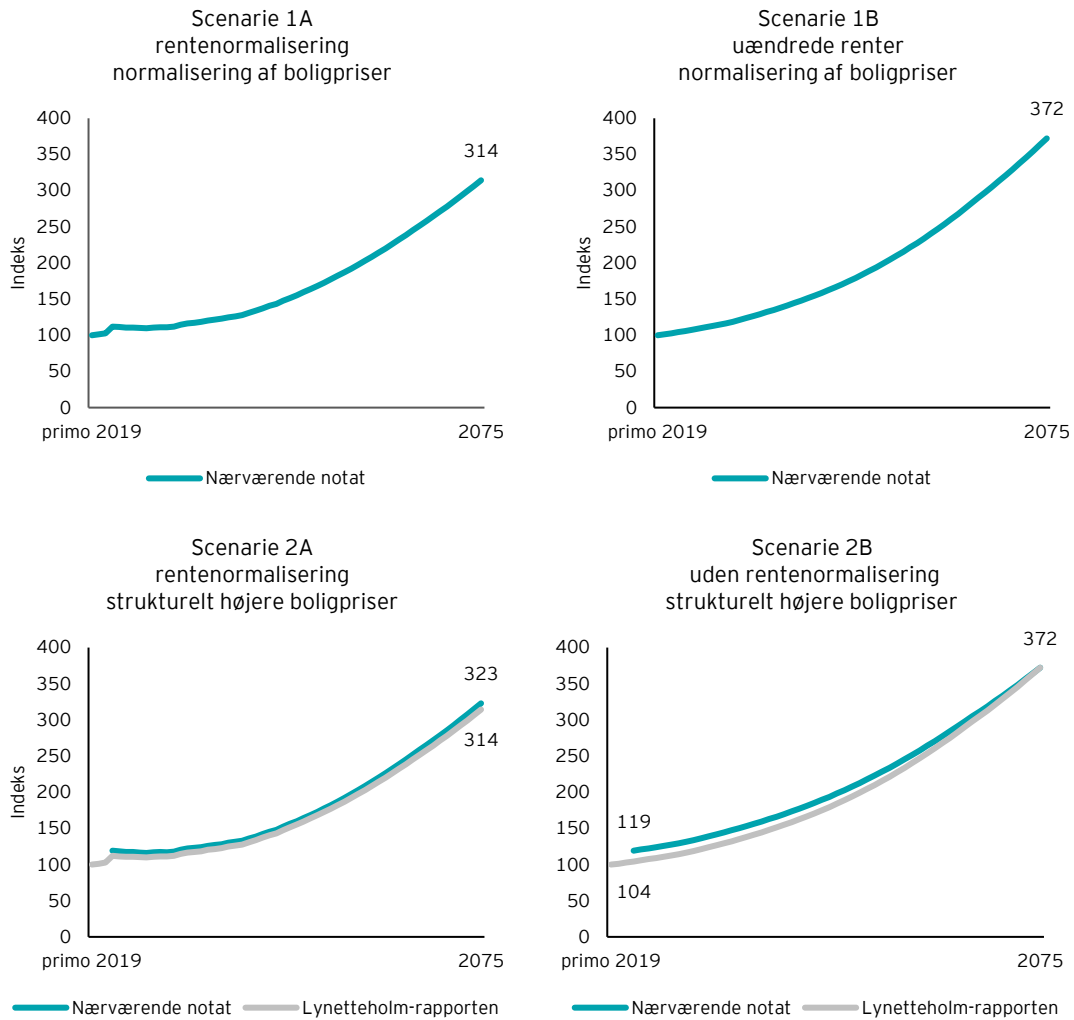 Scenarie 1A
rentenormalisering
normalisering af boligpriser
400
350
300
250
200
150
100
50
0
Indeks
314
primo 2019
2075
Nærværende notat
Scenarie 1B
uændrede renter
normalisering af boligpriser
400
350
300
250
200
150
100
50
0
Indeks
372
primo 2019
2075
Nærværende notat
Scenarie 2A
rentenormalisering
strukturelt højere boligpriser
400
350
300
250
200
150
100
50
0
Indeks
323
314
primo 2019
2075
Nærværende notat
Lynetteholm-rapporten
Scenarie 2B
uden rentenormalisering
strukturelt højere boligpriser
400
350
300
250
200
150
100
50
0
372
119
104
primo 2019
2075
Nærværende notat
Lynetteholm-rapporten